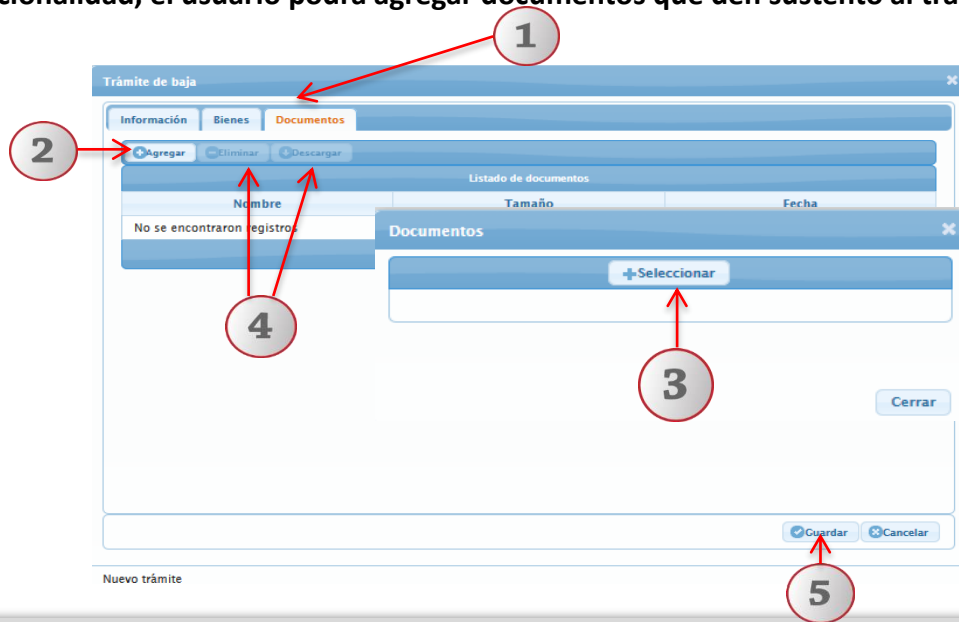 cionalidad, el usuario podrá agregar documentos que den sustento al trá
1
Trámite de baja
Información Bienes Documentos
2
Agregar Eliminar Descargar
Listado de documentos
Nombre Tamaño Fecha
No se encontraron registros
Documentos
Seleccionar
4
3
Cerrar
Guardar Cancelar
Nuevo trámite
5